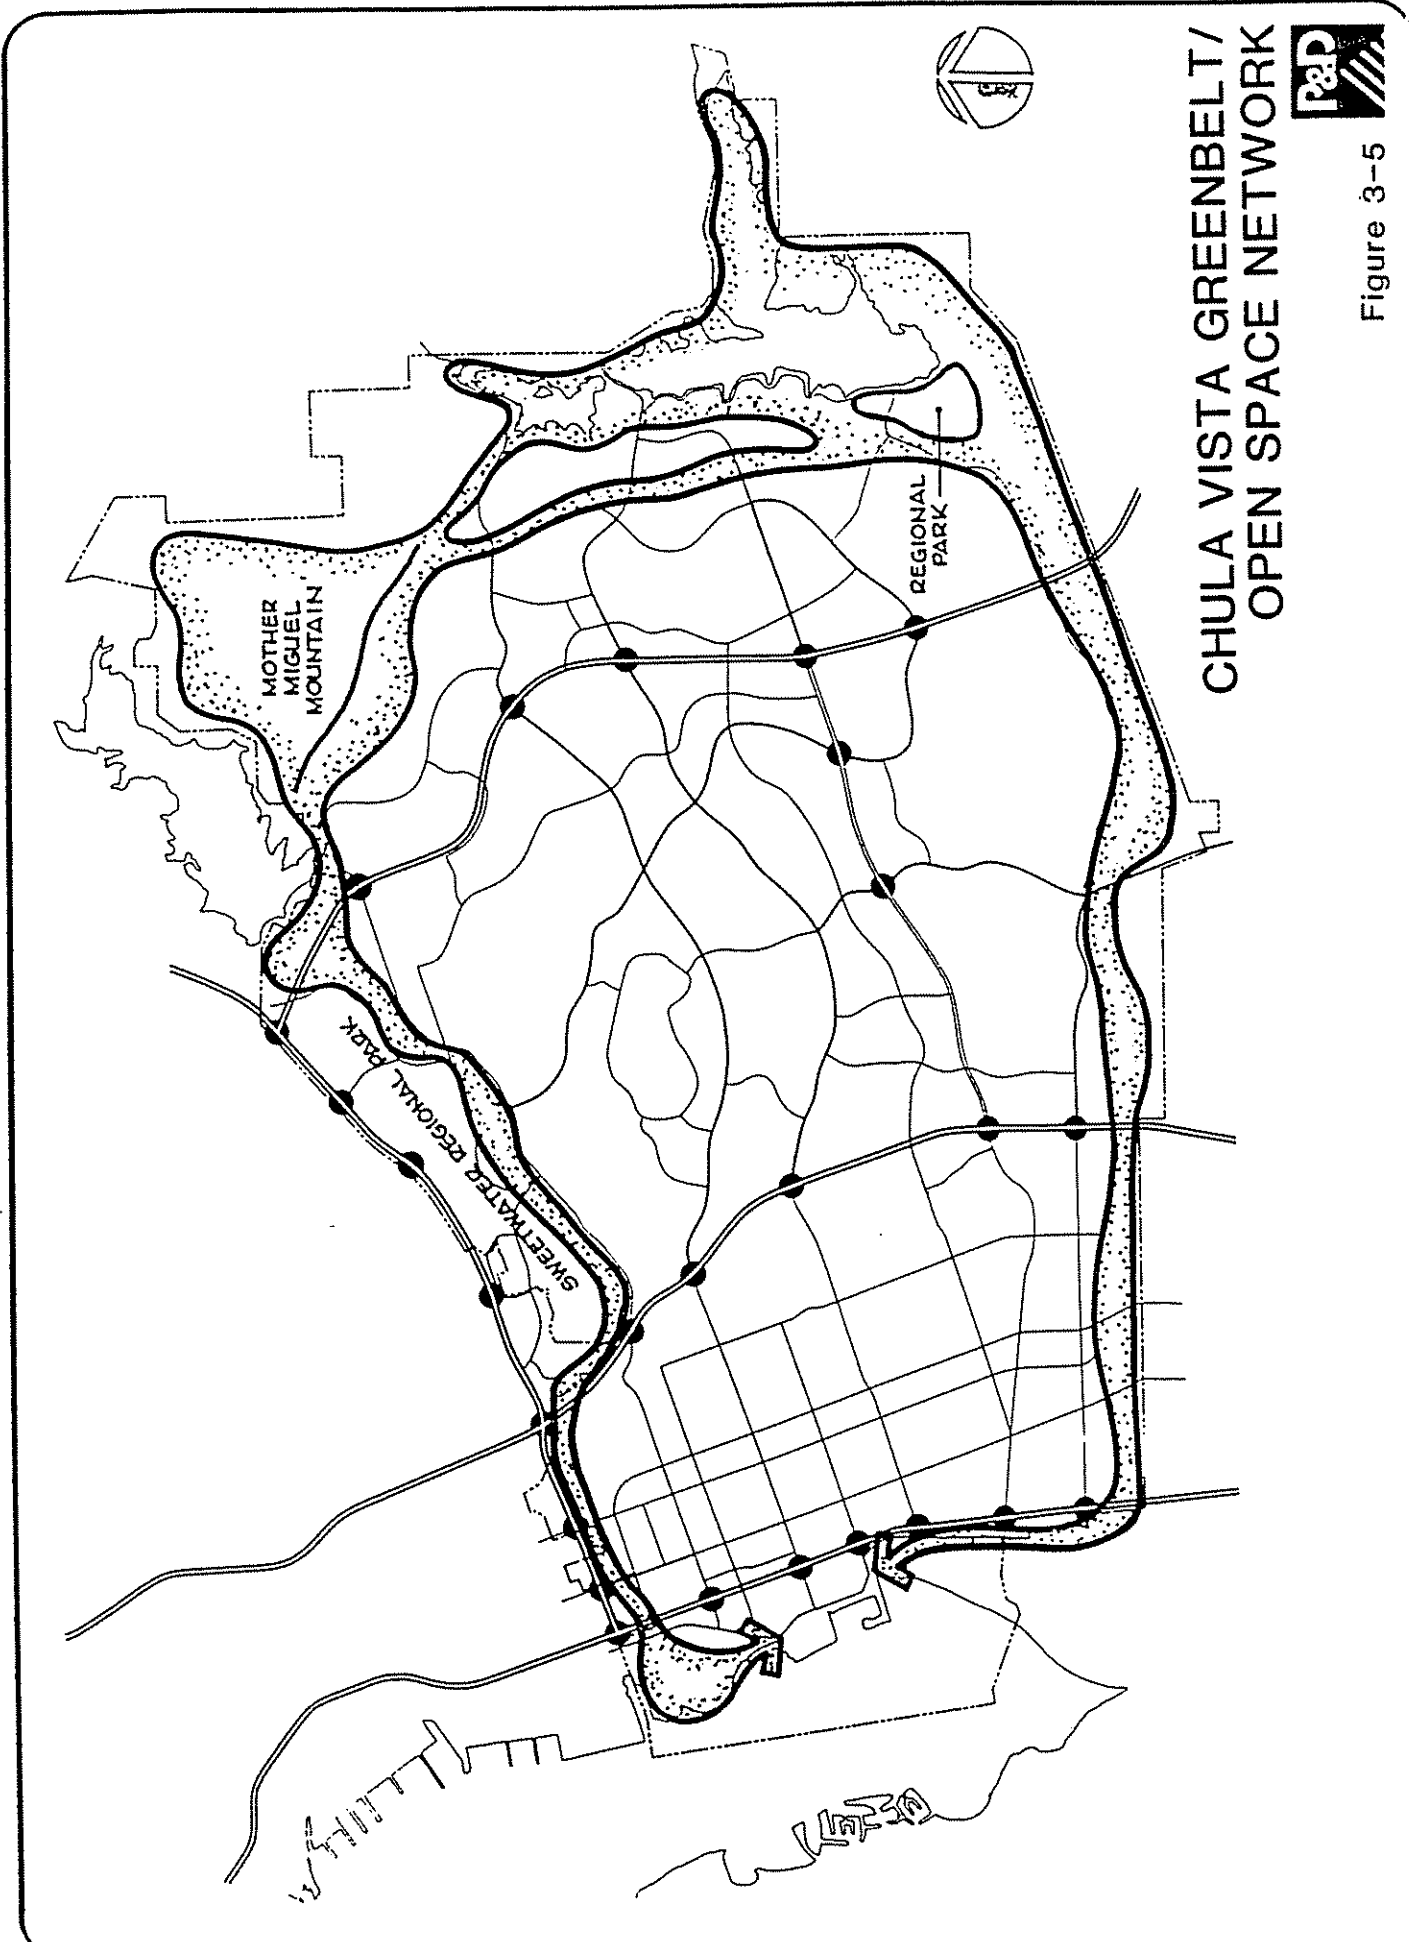 MOTHER
MIGUEL
MOUNTAIN
SWEETWATER REGIONAL PARK
REGIONAL
PARK
CHULA VISTA GREENBELT/
OPEN SPACE NETWORK
P&D
Figure 3-5